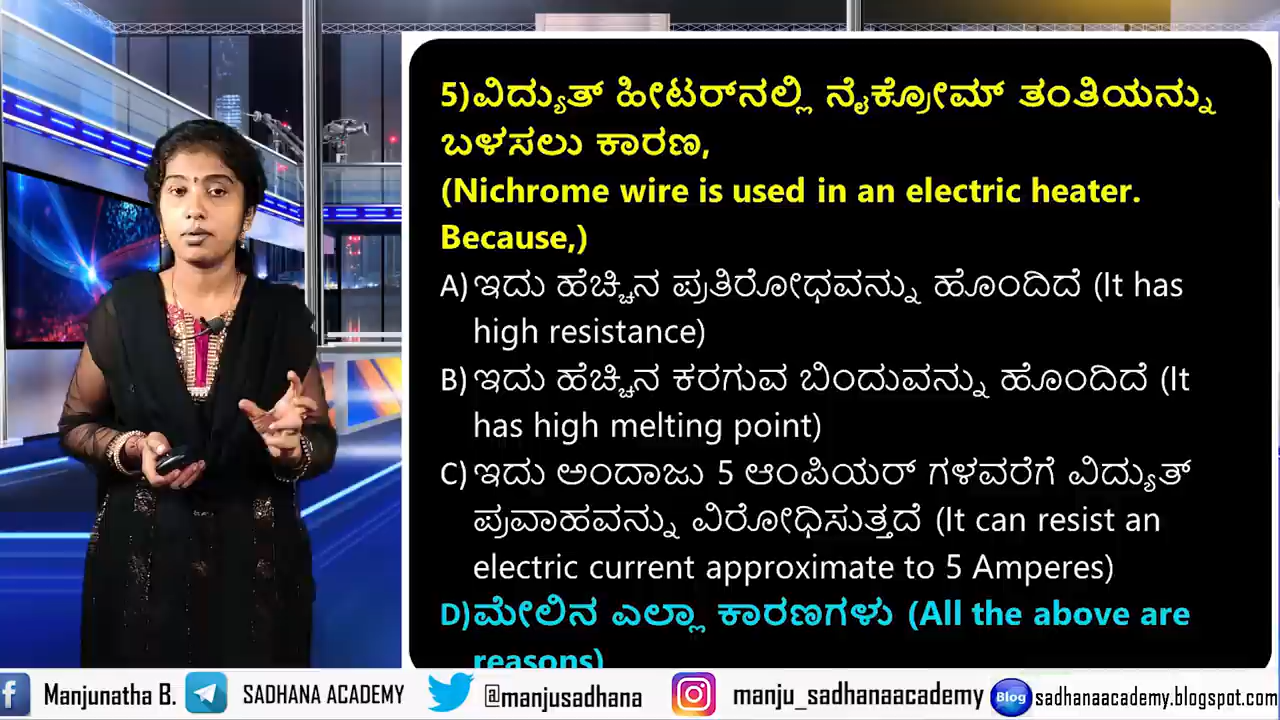 5)ವಿದ್ಯುತ್ ಹೀಟರ್‌ನಲ್ಲಿ ನೈಕ್ರೋಮ್ ತಂತಿಯನ್ನು
ಬಳಸಲು ಕಾರಣ,
(Nichrome wire is used in an electric heater.
Because,)
A) ಇದು ಹೆಚ್ಚಿನ ಪ್ರತಿರೋಧವನ್ನು ಹೊಂದಿದೆ (It has
high resistance)
B) ಇದು ಹೆಚ್ಚಿನ ಕರಗುವ ಬಿಂದುವನ್ನು ಹೊಂದಿದೆ (It
has high melting point)
C) ಇದು ಅಂದಾಜು 5 ಆಂಪಿಯರ್ ಗಳವರೆಗೆ ವಿದ್ಯುತ್
ಪ್ರವಾಹವನ್ನು ವಿರೋಧಿಸುತ್ತದೆ (It can resist an
electric current approximate to 5 Amperes)
D)ಮೇಲಿನ ಎಲ್ಲಾ ಕಾರಣಗಳು (All the above are
reasons)
Manjunatha B. SADHANA ACADEMY @manjusadhana manju_sadhanaacademy Blog sadhanaacademy.blogspot.com